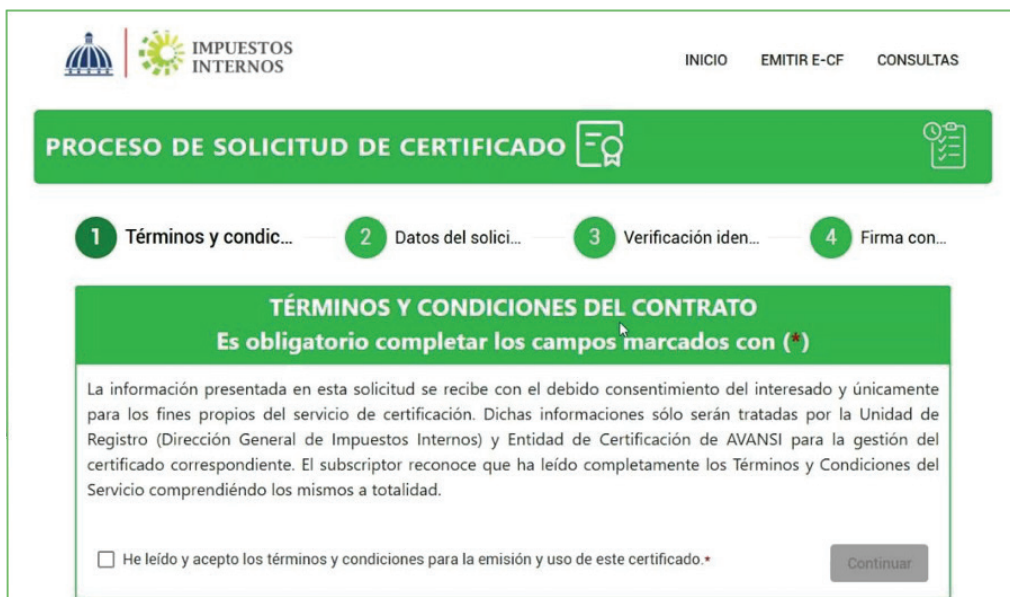 IMPUESTOS
INTERNOS
INICIO EMITIR E-CF CONSULTAS
PROCESO DE SOLICITUD DE CERTIFICADO
1 Términos y condic... 2 Datos del solici... 3 Verificación iden... 4 Firma con...
TÉRMINOS Y CONDICIONES DEL CONTRATO
Es obligatorio completar los campos marcados con (*)
La información presentada en esta solicitud se recibe con el debido consentimiento del interesado y únicamente
para los fines propios del servicio de certificación. Dichas informaciones sólo serán tratadas por la Unidad de
Registro (Dirección General de Impuestos Internos) y Entidad de Certificación de AVANSI para la gestión del
certificado correspondiente. El subscriptor reconoce que ha leído completamente los Términos y Condiciones del
Servicio comprendiéndo los mismos a totalidad.
He leído y acepto los términos y condiciones para la emisión y uso de este certificado.*
Continuar